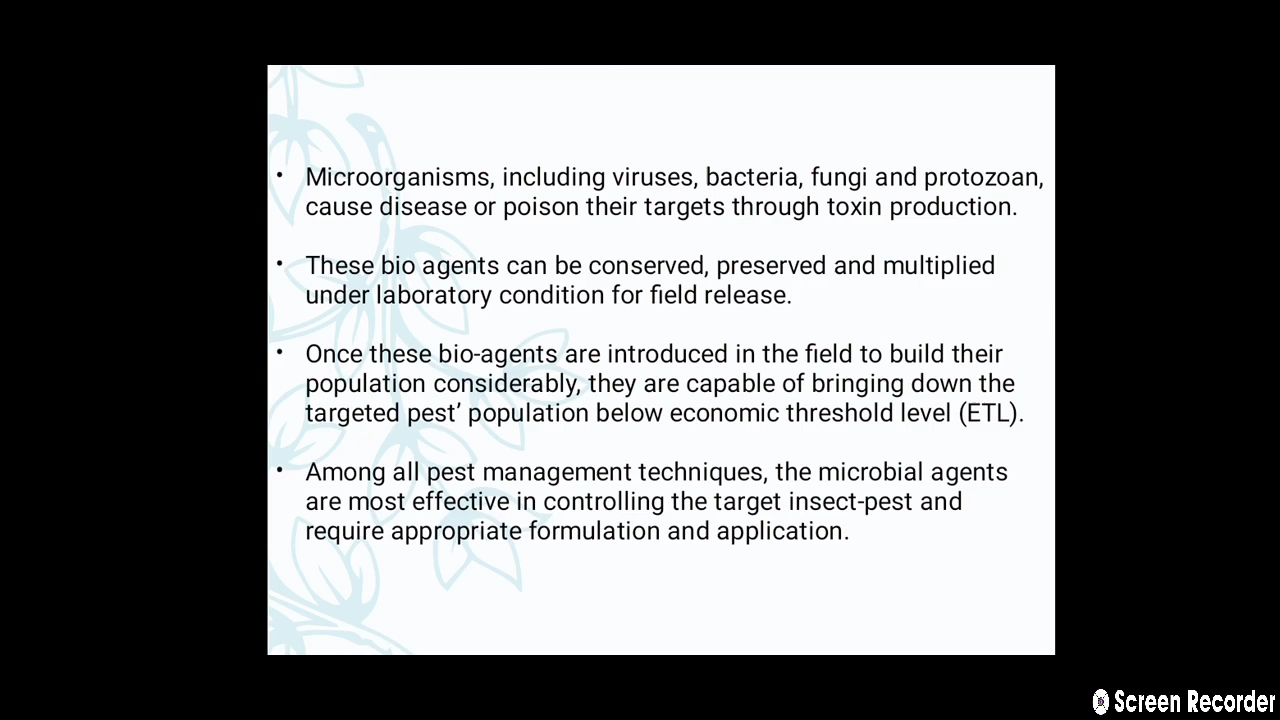 • Microorganisms, including viruses, bacteria, fungi and protozoan,
cause disease or poison their targets through toxin production.
• These bio agents can be conserved, preserved and multiplied
under laboratory condition for field release.
• Once these bio-agents are introduced in the field to build their
population considerably, they are capable of bringing down the
targeted pest’ population below economic threshold level (ETL).
• Among all pest management techniques, the microbial agents
are most effective in controlling the target insect-pest and
require appropriate formulation and application.
Screen Recorder